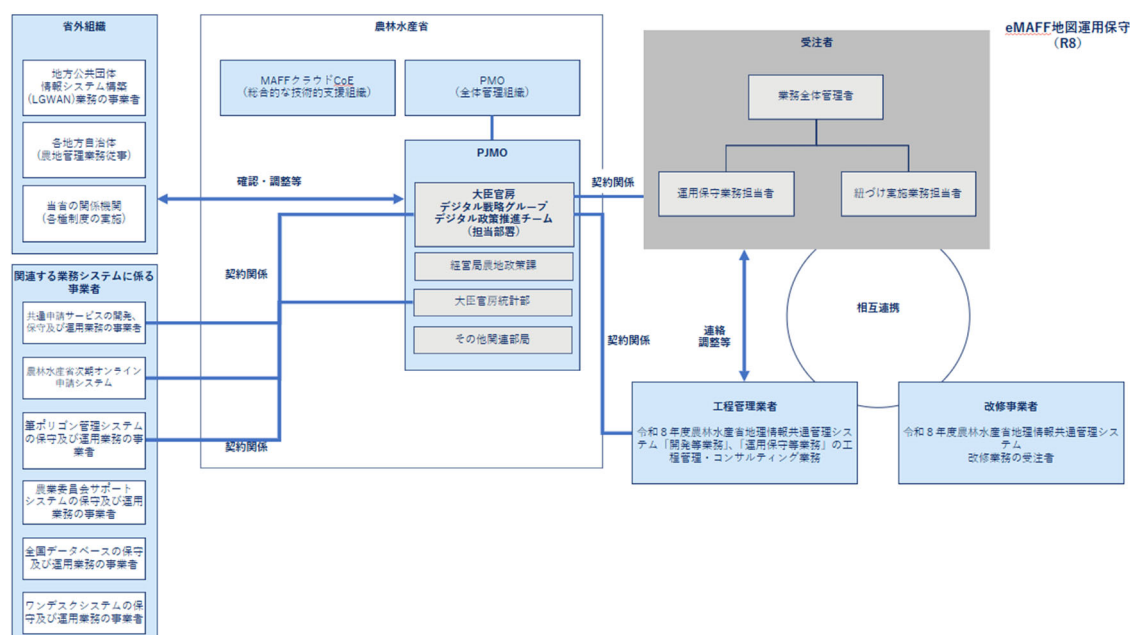 eMAFF地図運用保守
（R8）
省外組織
地方公共団体
情報システム構築
(LGWAN)業務の事業者
各地方自治体
(農地管理業務従事)
当省の関係機関
(各種制度の実施)
関連する業務システムに係る
事業者
共通申請サービスの開発、
保守及び運用業務の事業者
農林水産省次期オンライン
申請システム
筆ポリゴン管理システム
の保守及び運用業務の事
業者
農業委員会サポート
システムの保守及び運用
業務の事業者
全国データベースの保守
及び運用業務の事業者
ワンデスクシステムの保
守及び運用業務の事業者
農林水産省
MAFFクラウドCoE
(総合的な技術的支援組織)
PMO
(全体管理組織)
PJMO
大臣官房
デジタル戦略グループ
デジタル政策推進チーム
(担当部署)
経営局農地政策課
大臣官房統計部
その他関連部局
確認・調整等
契約関係
契約関係
契約関係
契約関係
受注者
業務全体管理者
運用保守業務担当者
紐づけ実施業務担当者
相互連携
連絡
調整等
工程管理業者
令和８年度農林水産省地理情報共通管理シス
テム「開発等業務」、「運用保守等業務」の工
程管理・コンサルティング業務
改修事業者
令和８年度農林水産省地理情報共通管理シス
テム
改修業務の受注者